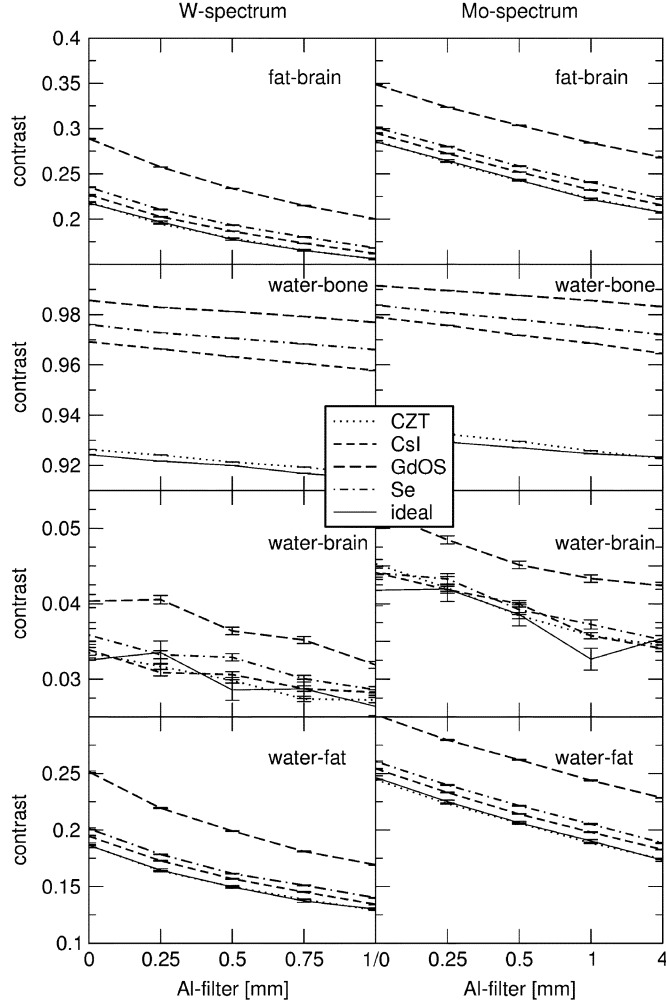 W-spectrum Mo-spectrum
0.4
fat-brain fat-brain
0.35
contrast
0.3
0.25
0.2
water-bone water-bone
0.98
contrast
0.96
0.94
0.92
CZT
CsI
GdOS
Se
ideal
0.05
water-brain water-brain
contrast
0.04
0.03
water-fat water-fat
0.25
contrast
0.2
0.15
0.1
0 0.25 0.5 0.75 1/0 0.25 0.5 1 4
Al-filter [mm] Al-filter [mm]